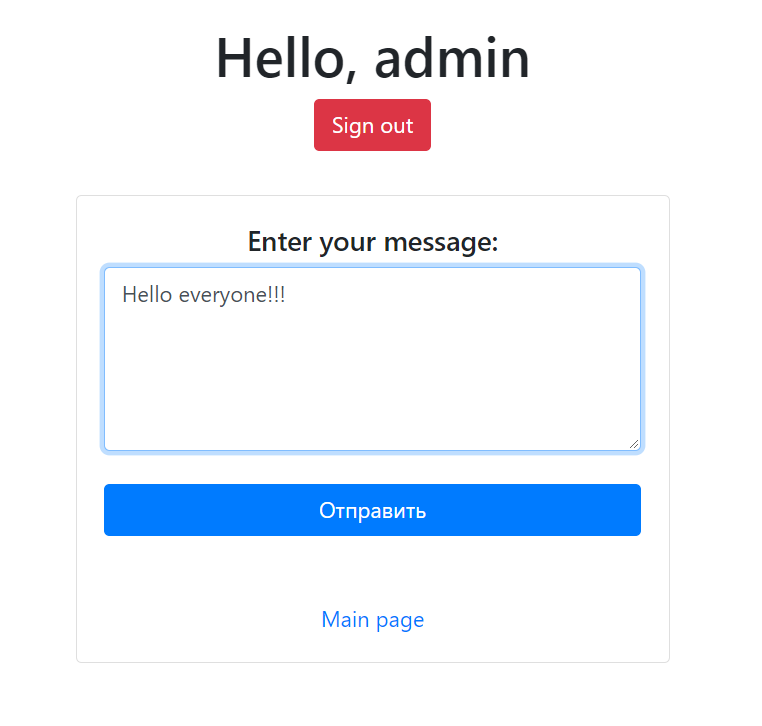 Hello, admin
Sign out
Enter your message:
Hello everyone!!!
Отправить
Main page